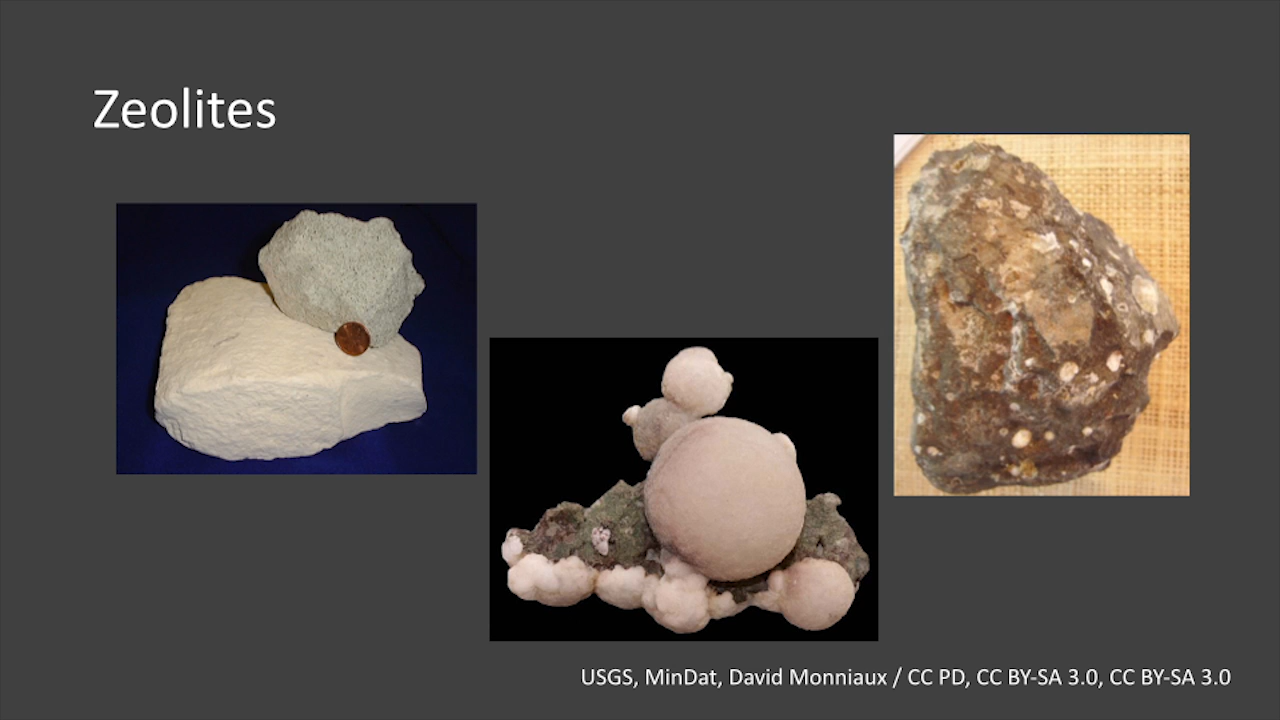 Zeolites
USGS, MinDat, David Monniaux / CC PD, CC BY-SA 3.0, CC BY-SA 3.0